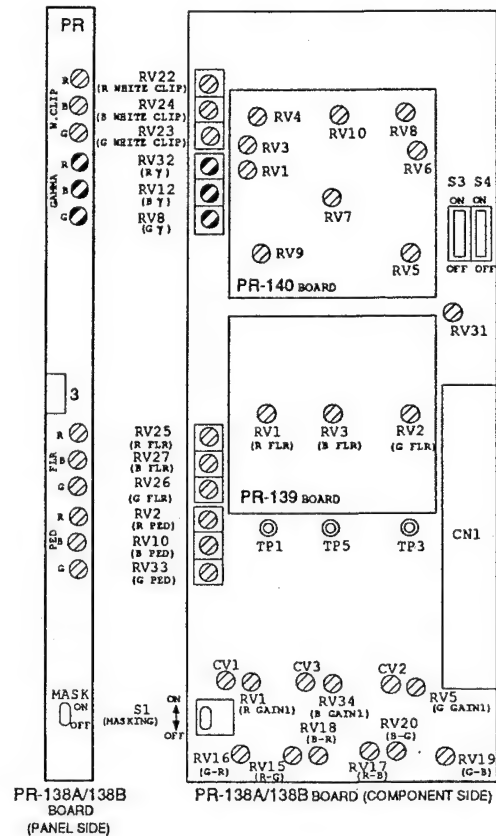 PR
R
B
G
W.CLIP
R
B
G
GAMMA
3
R
B
G
FLR
R
B
G
PED
MASK
ON
OFF
PR-138A/138B
BOARD
(PANEL SIDE)
RV22
(R WHITE CLIP)
RV24
(B WHITE CLIP)
RV23
(G WHITE CLIP)
RV32
(R γ)
RV12
(B γ)
RV8
(G γ)
RV25
(R FLR)
RV27
(B FLR)
RV26
(G FLR)
RV2
(R PED)
RV10
(B PED)
RV33
(G PED)
S1
(MASKING)
ON
OFF
RV4
RV10
RV8
RV3
RV6
RV1
RV7
RV9
RV5
PR-140 BOARD
S3 S4
ON ON
OFF OFF
RV31
RV1
(R FLR)
RV3
(B FLR)
RV2
(G FLR)
PR-139 BOARD
TP1
TP5
TP3
CN1
CV1
CV3
CV2
RV1
(R GAIN1)
RV34
(B GAIN1)
RV5
(G GAIN1)
RV18
(B-R)
RV20
(B-G)
RV16
(G-R)
RV15
(R-G)
RV17
(R-B)
RV19
(G-B)
PR-138A/138B BOARD (COMPONENT SIDE)